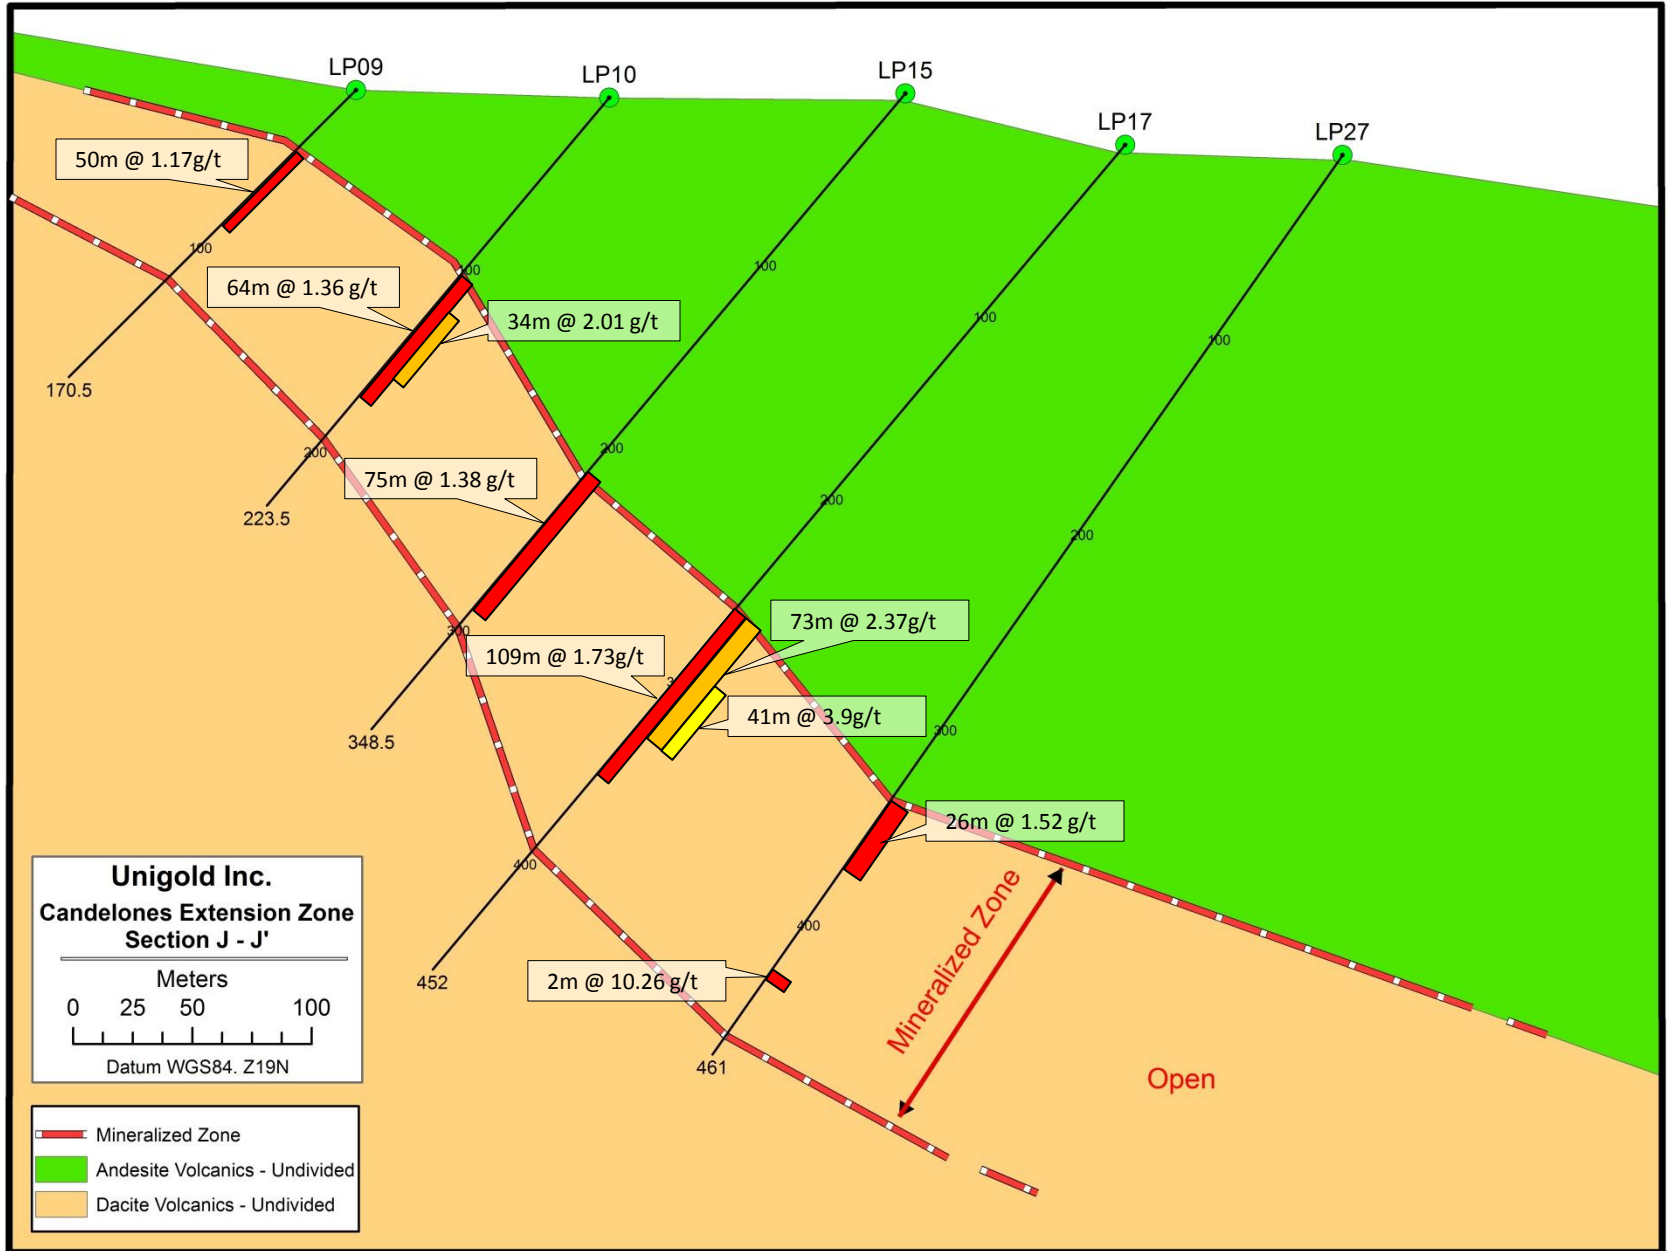 LP09
LP10
LP15
LP17
LP27
50m @ 1.17g/t
100
64m @ 1.36 g/t
100
34m @ 2.01 g/t
100
100
100
170.5
200
75m @ 1.38 g/t
200
200
200
223.5
300
109m @ 1.73g/t
73m @ 2.37g/t
3
41m @ 3.9g/t
300
348.5
26m @ 1.52 g/t
400
400
2m @ 10.26 g/t
452
461
Mineralized Zone
Open
Unigold Inc.
Candelones Extension Zone
Section J - J'
Meters
0 25 50 100
Datum WGS84. Z19N
Mineralized Zone
Andesite Volcanics - Undivided
Dacite Volcanics - Undivided